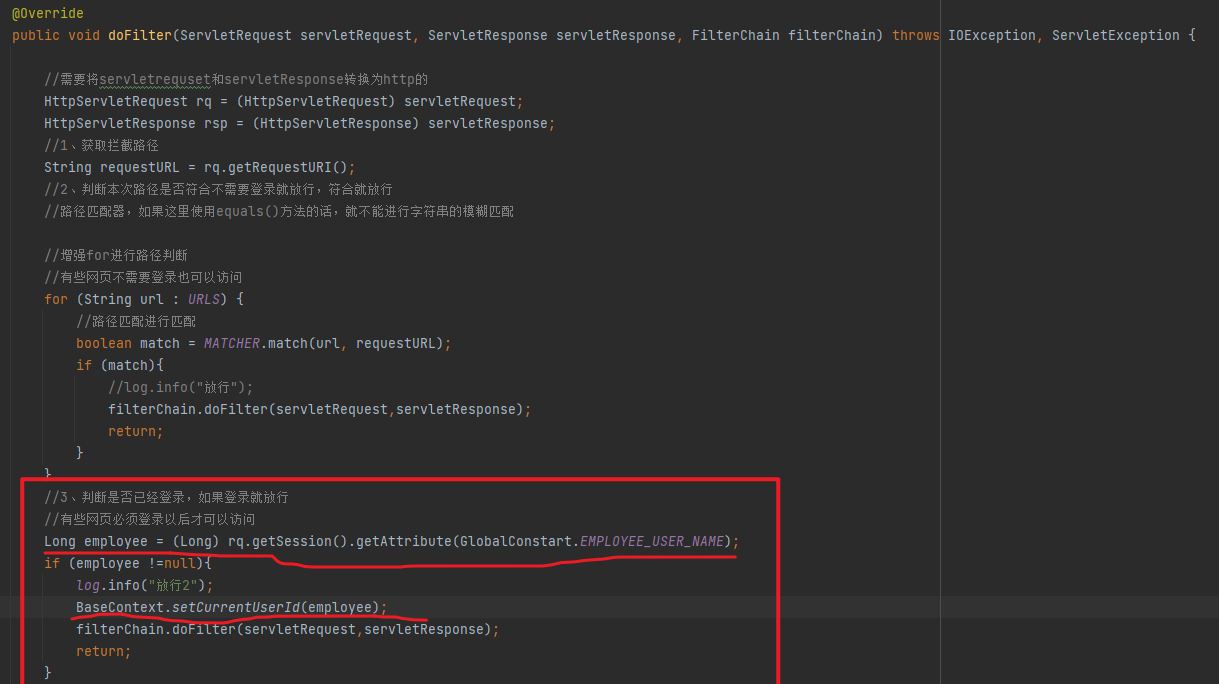 @Override
public void doFilter(ServletRequest servletRequest, ServletResponse servletResponse, FilterChain filterChain) throws IOException, ServletException {
//需要将servletrequset和servletResponse转换为http的
HttpServletRequest rq = (HttpServletRequest) servletRequest;
HttpServletResponse rsp = (HttpServletResponse) servletResponse;
//1、获取拦截路径
String requestURL = rq.getRequestURI();
//2、判断本次路径是否符合不需要登录就放行，符合就放行
//路径匹配器，如果这里使用equals()方法的话，就不能进行字符串的模糊匹配
//增强for进行路径判断
//有些网页不需要登录也可以访问
for (String url : URLS) {
//路径匹配进行匹配
boolean match = MATCHER.match(url, requestURL);
if (match){
//log.info("放行");
filterChain.doFilter(servletRequest,servletResponse);
return;
}
}
//3、判断是否已经登录，如果登录就放行
//有些网页必须登录以后才可以访问
Long employee = (Long) rq.getSession().getAttribute(GlobalConstart.EMPLOYEE_USER_NAME);
if (employee !=null){
log.info("放行2");
BaseContext.setCurrentUserId(employee);
filterChain.doFilter(servletRequest,servletResponse);
return;
}